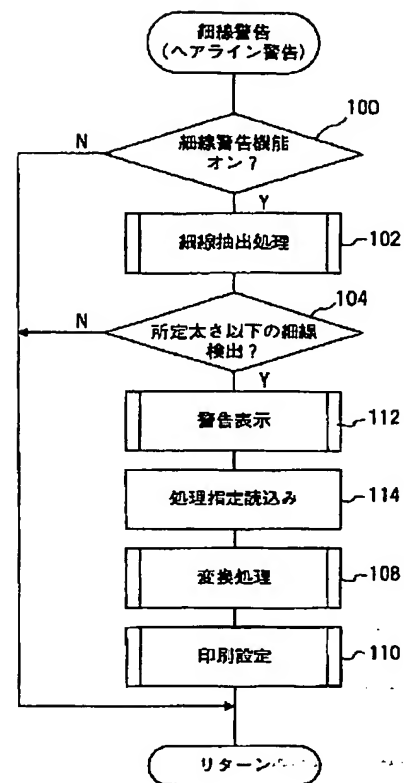 細線警告
(ヘアライン警告)
100
N
細線警告機能
オン?
Y
細線抽出処理
102
104
N
所定太さ以下の細線
検出?
Y
警告表示
112
処理指定読込み
114
変換処理
108
印刷設定
110
リターン